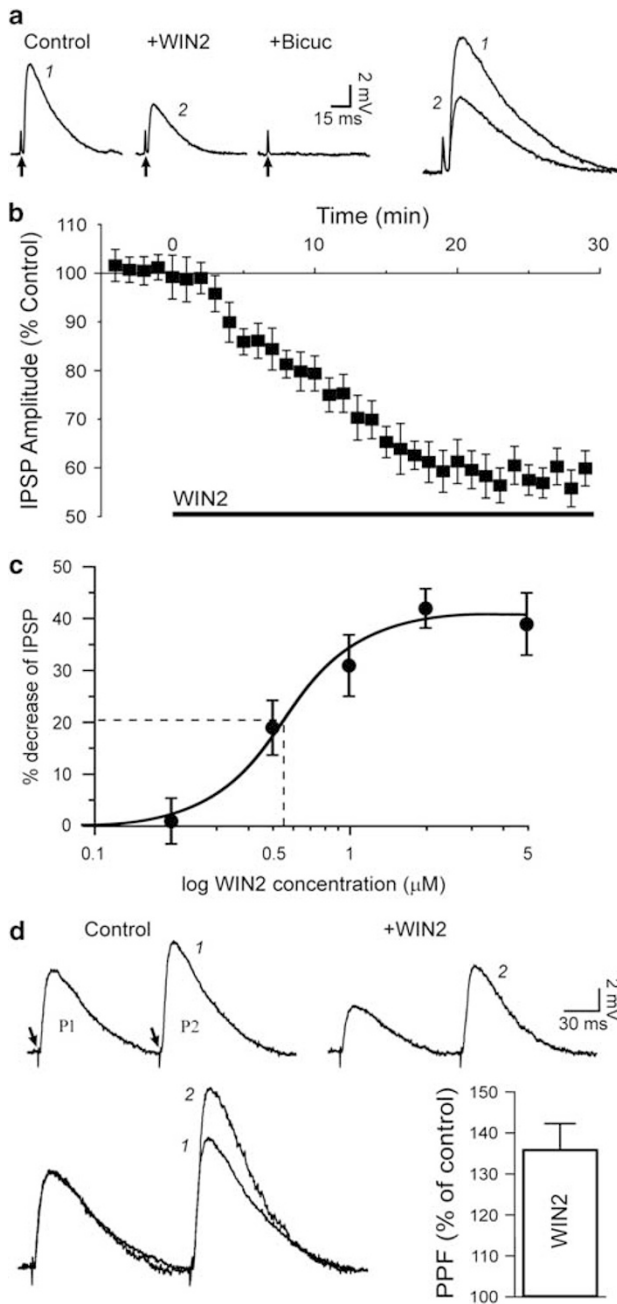 a
Control +WIN2 +Bicuc
1 2 2 mV 15 ms 1 2
b
Time (min)
0 10 20 30
IPSP Amplitude (% Control)
110
100
90
80
70
60
50
WIN2
c
% decrease of IPSP
50
40
30
20
10
0
0.1 0.5 1 5
log WIN2 concentration (μM)
d
Control +WIN2
1 2
P1 P2
2 mV
30 ms
2
1
PPF (% of control)
150
140
130
120
110
100
WIN2